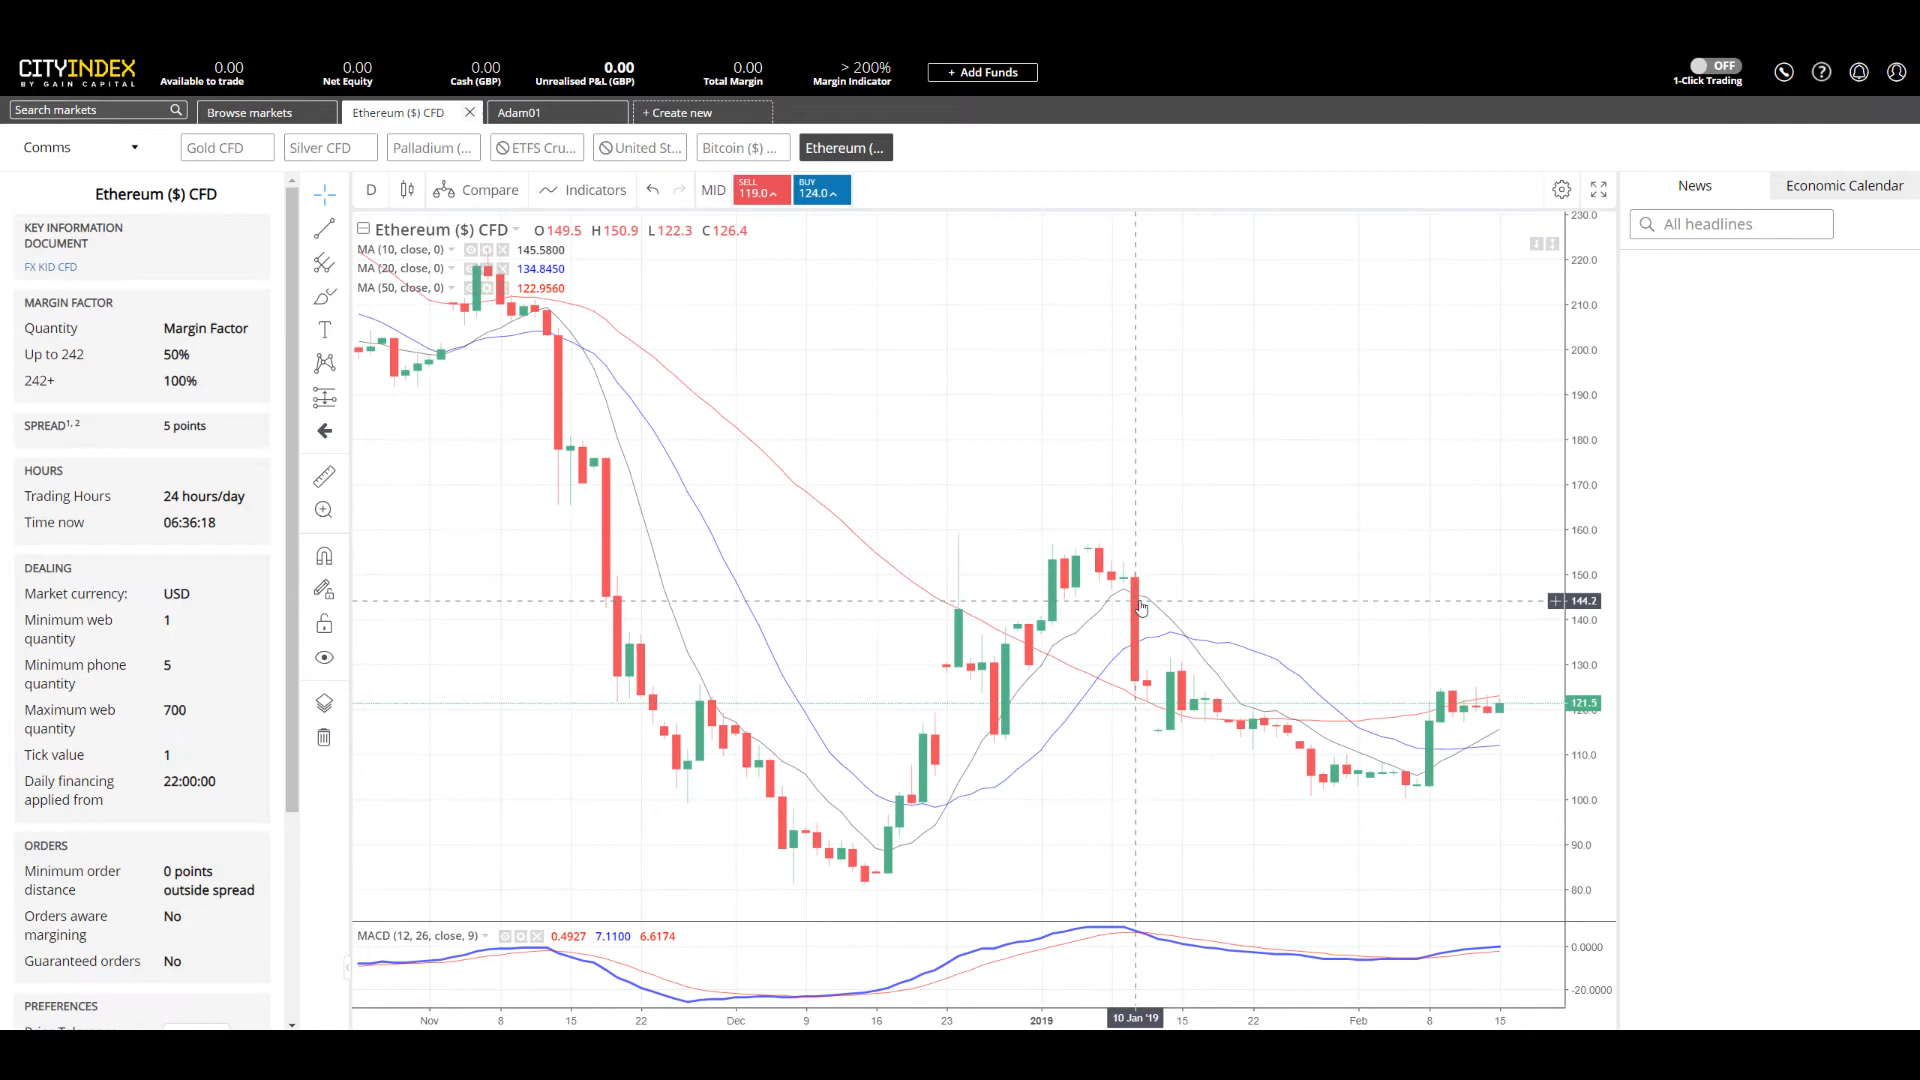 CITYINDEX
BY GAIN CAPITAL
0.00
Available to trade
0.00
Net Equity
0.00
Cash (GBP)
0.00
Unrealised P&L (GBP)
0.00
Total Margin
> 200%
Margin Indicator
+ Add Funds
OFF
1-Click Trading
Search markets
Browse markets
Ethereum ($) CFD
Adam01
+ Create new
Comms
Gold CFD
Silver CFD
Palladium (...
ETFS Cru...
United St...
Bitcoin ($) ...
Ethereum (...
Ethereum ($) CFD
KEY INFORMATION
DOCUMENT
FX KID CFD
MARGIN FACTOR
Quantity Margin Factor
Up to 242 50%
242+ 100%
SPREAD1, 2 5 points
HOURS
Trading Hours 24 hours/day
Time now 06:36:18
DEALING
Market currency: USD
Minimum web 1
quantity
Minimum phone 5
quantity
Maximum web 700
quantity
Tick value 1
Daily financing 22:00:00
applied from
ORDERS
Minimum order 0 points
distance outside spread
Orders aware No
margining
Guaranteed orders No
PREFERENCES
D
Compare
Indicators
MID
SELL
119.0
BUY
124.0
Ethereum ($) CFD O149.5 H150.9 L122.3 C126.4
MA (10, close, 0) 145.5800
MA (20, close, 0) 134.8450
MA (50, close, 0) 122.9560
230.0
220.0
210.0
200.0
190.0
180.0
170.0
160.0
150.0
144.2
140.0
130.0
121.5
110.0
100.0
90.0
80.0
MACD (12, 26, close, 9) 0.4927 7.1100 6.6174
0.0000
-20.0000
Nov 8 15 22 Dec 9 16 23 2019 10 Jan '19 15 22 Feb 8 15
News
Economic Calendar
All headlines